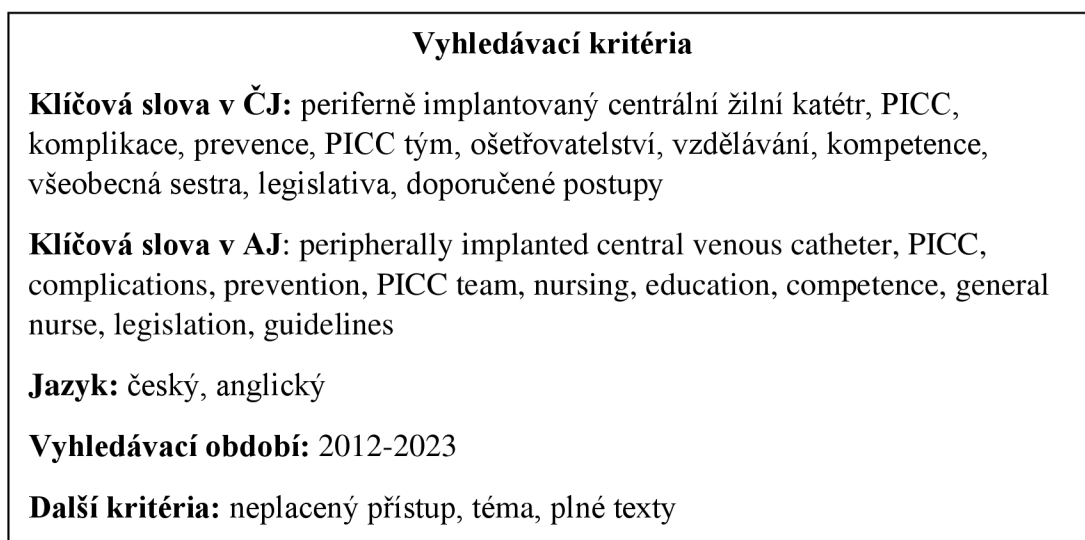 Vyhledávací kritéria
Klíčová slova v ČJ: periferně implantovaný centrální žilní katétr, PICC,
komplikace, prevence, PICC tým, ošetřovatelství, vzdělávání, kompetence,
všeobecná sestra, legislativa, doporučené postupy
Klíčová slova v AJ: peripherally implanted central venous catheter, PICC,
complications, prevention, PICC team, nursing, education, competence, general
nurse, legislation, guidelines
Jazyk: český, anglický
Vyhledávací období: 2012-2023
Další kritéria: neplacený přístup, téma, plné texty